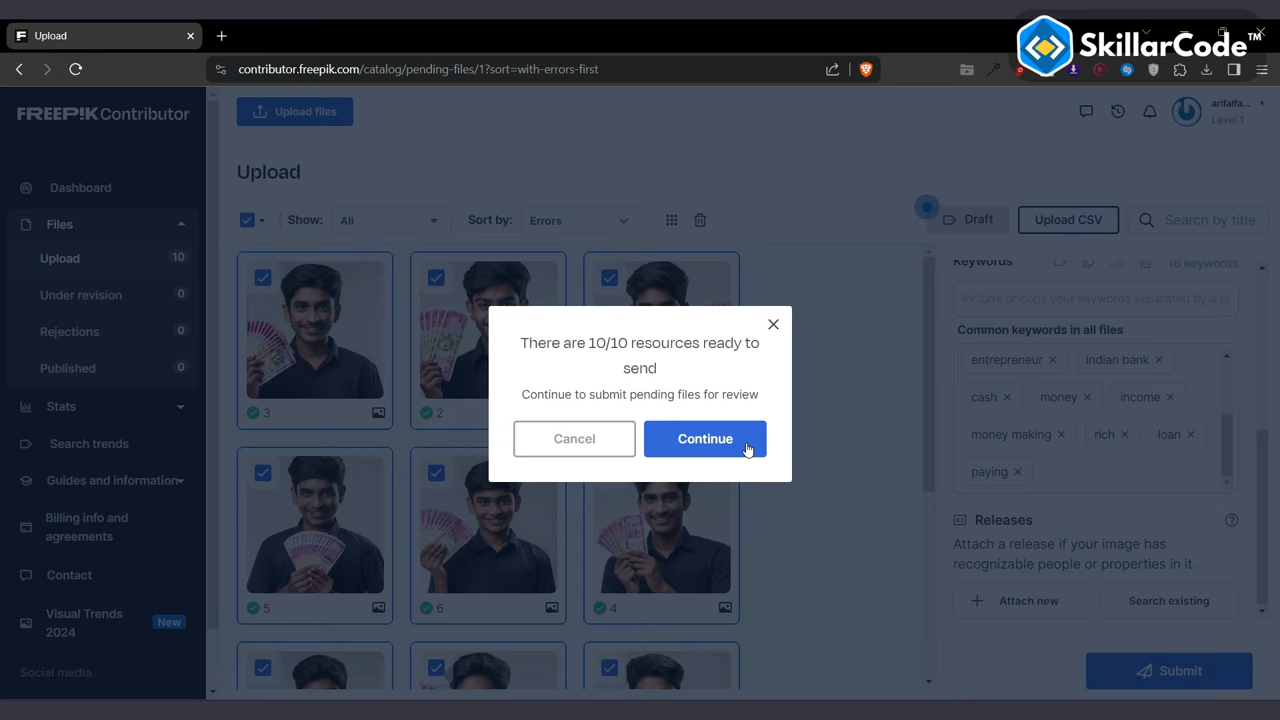 Upload
SkillarCode™
contributor.freepik.com/catalog/pending-files/1?sort=with-errors-first
FREEP!K Contributor
Upload files
arifalfa...
Level 1
Upload
Dashboard
Show:
All
Sort by:
Errors
Draft
Upload CSV
Search by title
Files
Upload
10
Under revision
0
Rejections
0
Published
0
Stats
Search trends
Guides and information
Billing info and
agreements
Contact
Visual Trends
2024
New
Social media
3
2
5
6
4
There are 10/10 resources ready to
send
Continue to submit pending files for review
Cancel
Continue
Keywords
16 keywords
Include or copy your keywords separated by a co
Common keywords in all files
entrepreneur × indian bank ×
cash × money × income ×
money making × rich × loan ×
paying ×
Releases
Attach a release if your image has
recognizable people or properties in it.
+ Attach new
Search existing
Submit